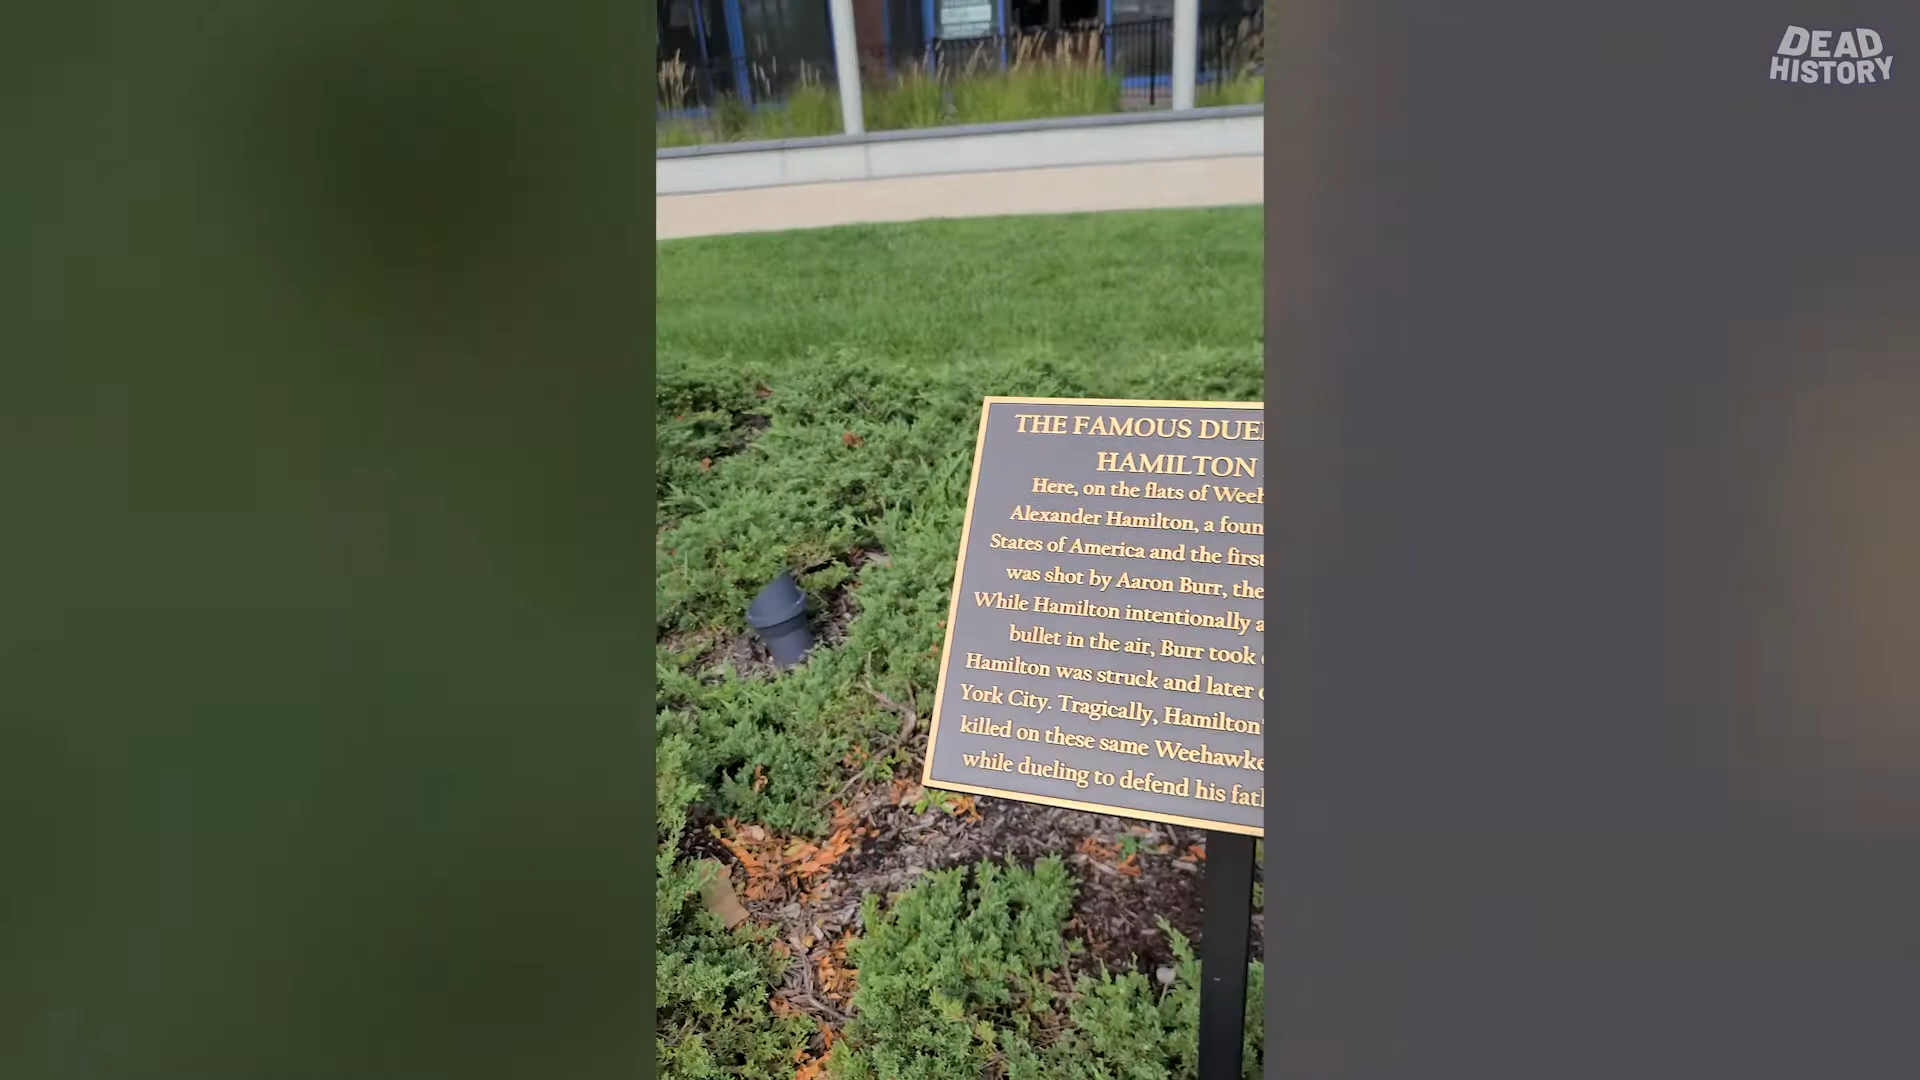 DEAD
HISTORY
THE FAMOUS DUE
HAMILTON
Here, on the flats of Weeh
Alexander Hamilton, a foun
States of America and the first
was shot by Aaron Burr, the
While Hamilton intentionally a
bullet in the air, Burr took
Hamilton was struck and later
York City. Tragically, Hamilton'
killed on these same Weehawke
while dueling to defend his fat